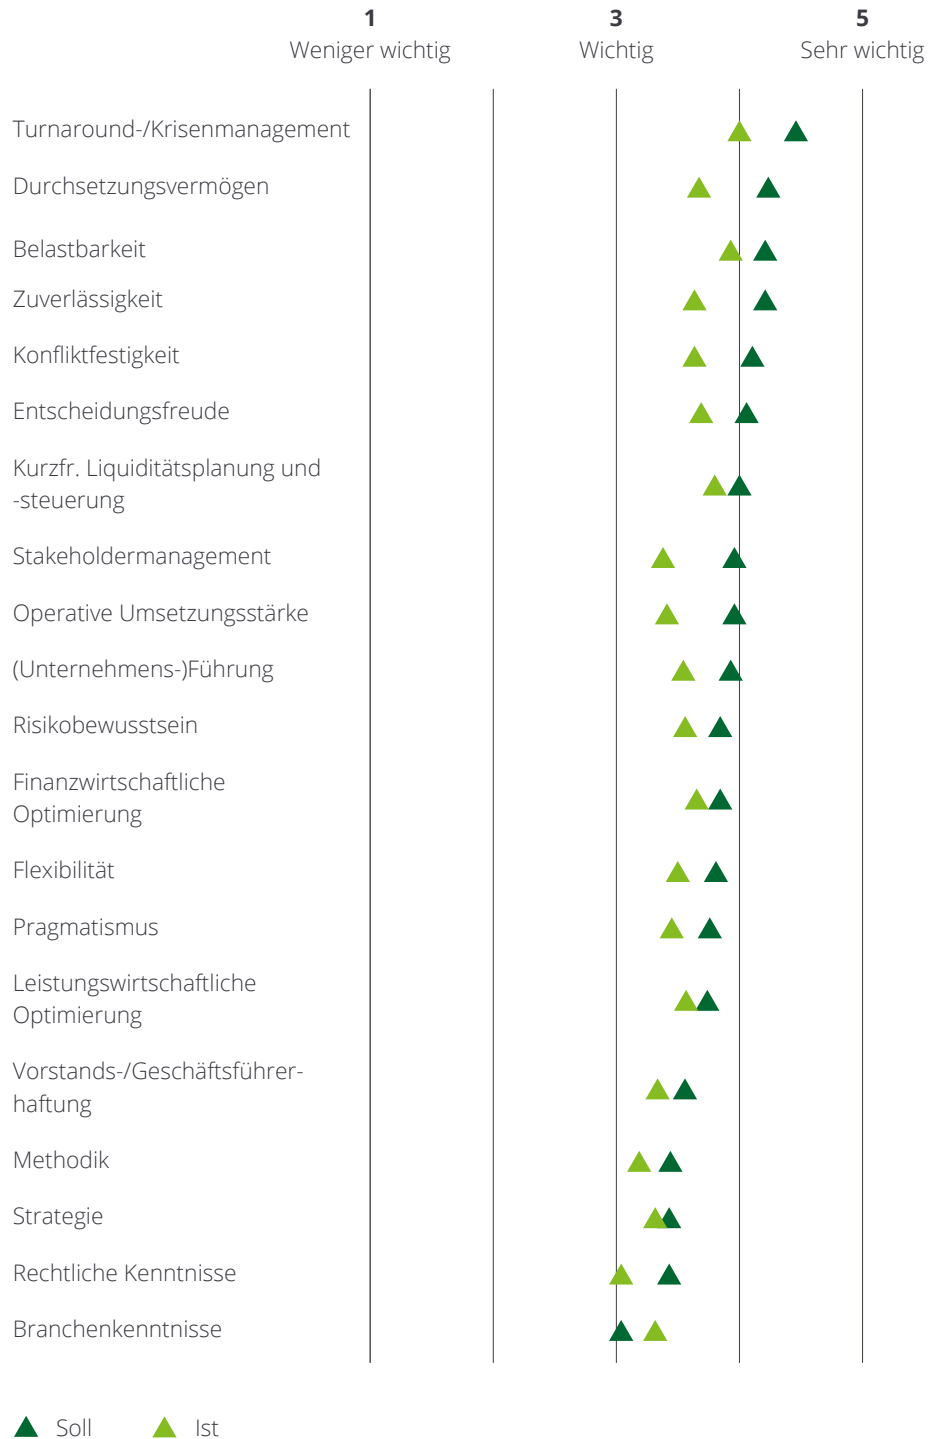 1 3 5
Weniger wichtig Wichtig Sehr wichtig
Turnaround-/Krisenmanagement
Durchsetzungsvermögen
Belastbarkeit
Zuverlässigkeit
Konfliktfestigkeit
Entscheidungsfreude
Kurzfr. Liquiditätsplanung und
-steuerung
Stakeholdermanagement
Operative Umsetzungsstärke
(Unternehmens-)Führung
Risikobewusstsein
Finanzwirtschaftliche
Optimierung
Flexibilität
Pragmatismus
Leistungswirtschaftliche
Optimierung
Vorstands-/Geschäftsführer-
haftung
Methodik
Strategie
Rechtliche Kenntnisse
Branchenkenntnisse
Soll Ist